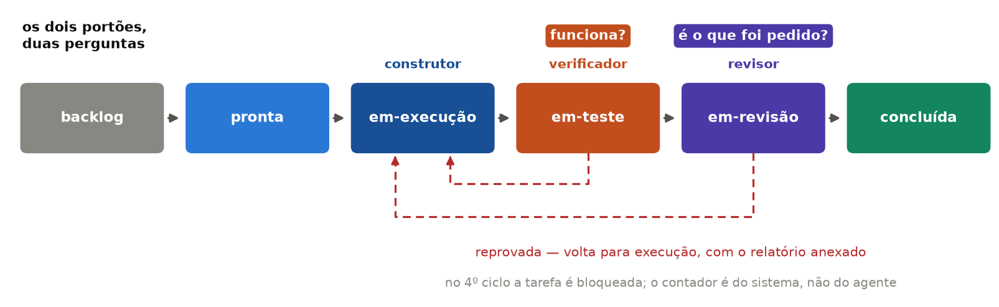 os dois portões,
duas perguntas
funciona?
é o que foi pedido?
construtor
verificador
revisor
backlog
pronta
em-execução
em-teste
em-revisão
concluída
reprovada — volta para execução, com o relatório anexado
no 4º ciclo a tarefa é bloqueada; o contador é do sistema, não do agente